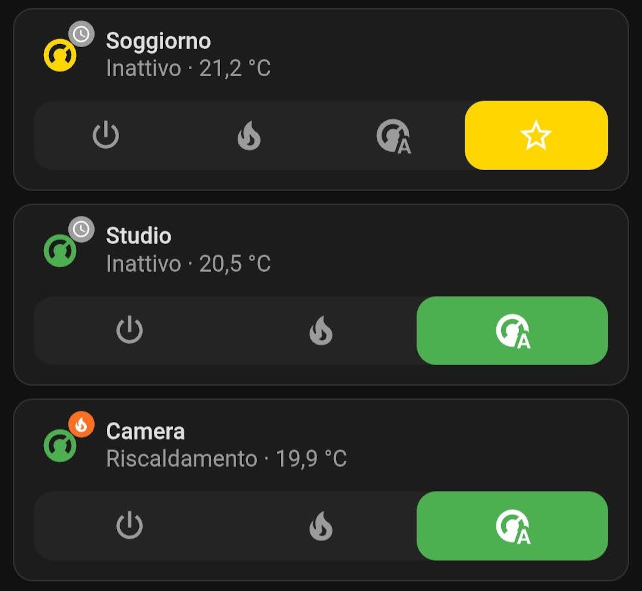 Soggiorno
Inattivo · 21,2 °C
A
Studio
Inattivo · 20,5 °C
A
Camera
Riscaldamento · 19,9 °C
A